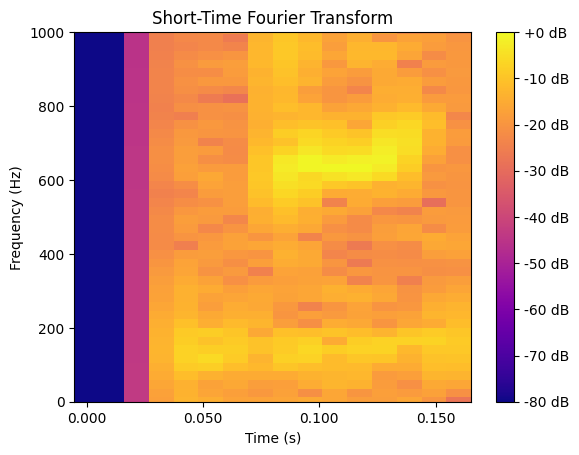 Short-Time Fourier Transform
1000
800
600
400
200
0
Frequency (Hz)
0.000
0.050
0.100
0.150
Time (s)
+0 dB
-10 dB
-20 dB
-30 dB
-40 dB
-50 dB
-60 dB
-70 dB
-80 dB